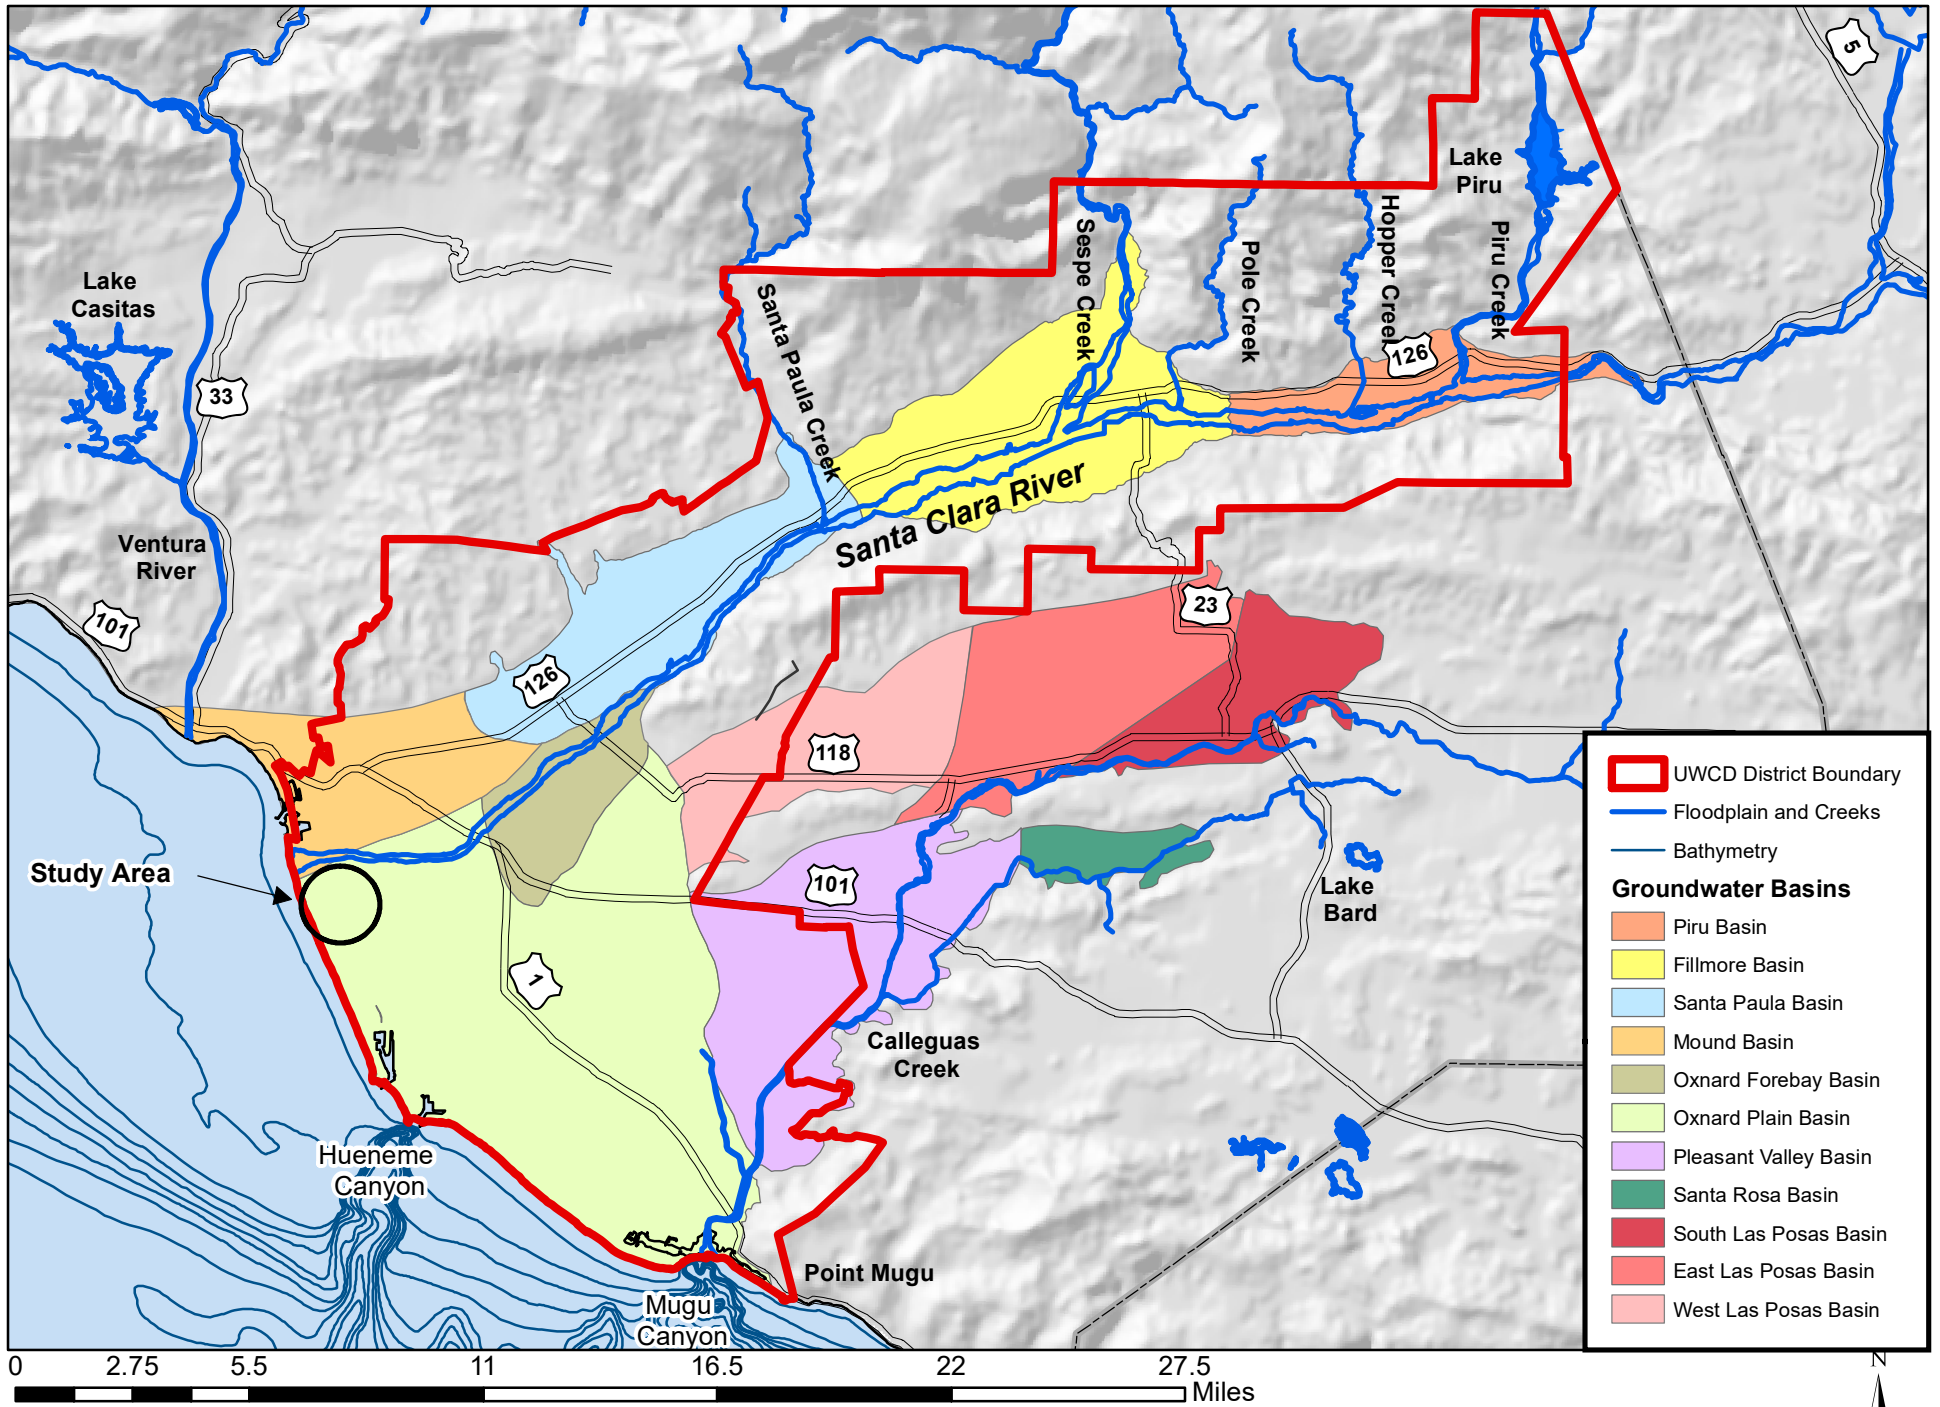 5
Lake
Piru
Hopper Creek
Piru Creek
Sespe Creek
Pole Creek
Lake
Casitas
Santa Paula Creek
126
33
Santa Clara River
Ventura
River
101
23
126
118
Study Area
101
Lake
Bard
1
Calleguas
Creek
Hueneme
Canyon
Point Mugu
Mugu
Canyon
UWCD District Boundary
Floodplain and Creeks
Bathymetry
Groundwater Basins
Piru Basin
Fillmore Basin
Santa Paula Basin
Mound Basin
Oxnard Forebay Basin
Oxnard Plain Basin
Pleasant Valley Basin
Santa Rosa Basin
South Las Posas Basin
East Las Posas Basin
West Las Posas Basin
0 2.75 5.5 11 16.5 22 27.5
Miles
N